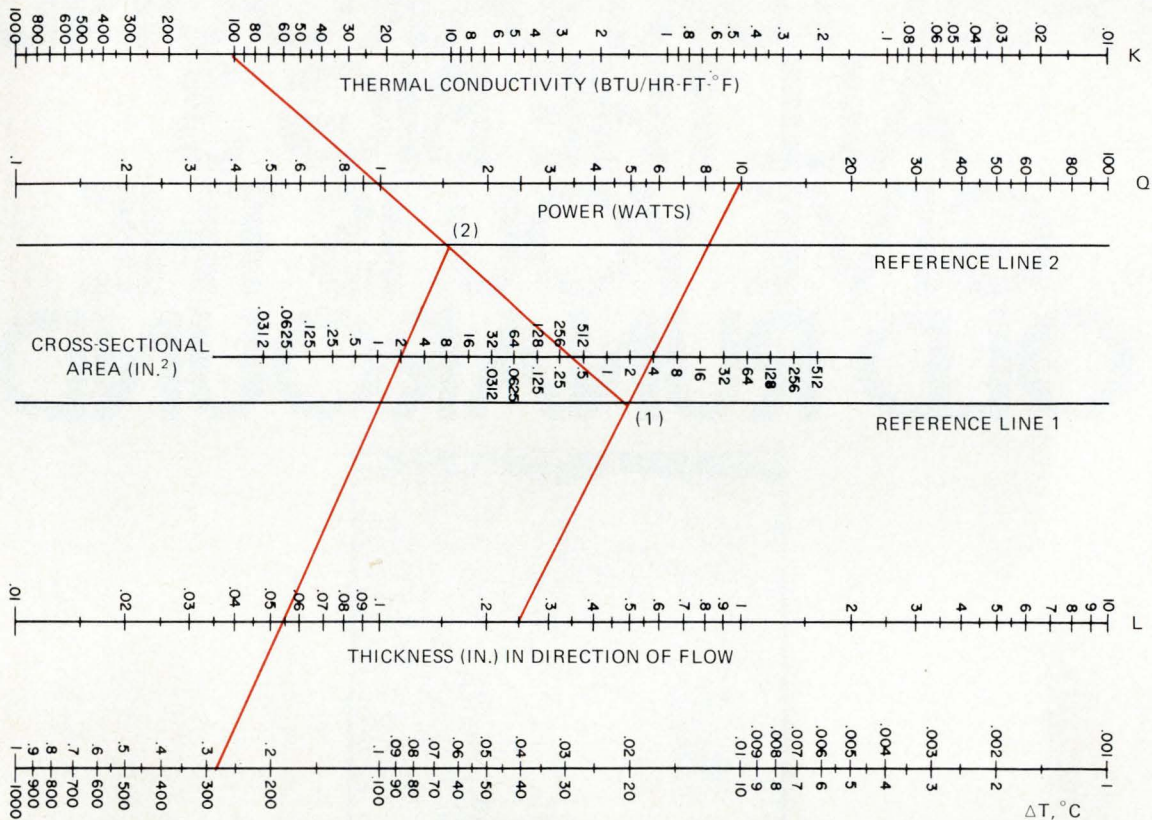 1000 800 600 500 400 300 200 100 80 60 50 40 30 20 10 8 6 5 4 3 2 1 .8 .6 .5 .4 .3 .2 .1 .08 .06 .05 .04 .03 .02 .01
K
THERMAL CONDUCTIVITY (BTU/HR-FT-°F)
.1 .2 .3 .4 .6 .8 1 2 3 4 5 6 8 10 20 30 40 50 60 80 100
Q
POWER (WATTS)
(2)
REFERENCE LINE 2
.0312 .0625 .125 .25 .5 1 2 4 8 16 32 64 128 256 512
CROSS-SECTIONAL
AREA (IN.²)
.0312 .0625 .125 .25 .5 1 2 4 8 16 32 64 128 256 512
(1)
REFERENCE LINE 1
.01 .02 .03 .04 .05 .06 .07 .08 .09 .1 .2 .3 .4 .5 .6 .7 .8 .9 1 2 3 4 5 6 7 8 9 10
L
THICKNESS (IN.) IN DIRECTION OF FLOW
1 .9 .8 .7 .6 .5 .4 .3 .2 .1 .09 .08 .07 .06 .05 .04 .03 .02 .010 .009 .008 .007 .006 .005 .004 .003 .002 .001
1000 900 800 700 600 500 400 300 200 100 90 80 70 60 50 40 30 20 10 9 8 7 6 5 4 3 2 1
ΔT, °C